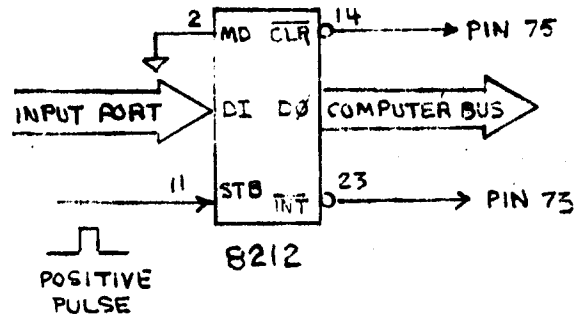 2
MD
CLR
14
PIN 75
INPUT PORT
DI
DØ
COMPUTER BUS
11
STB
INT
23
PIN 73
8212
POSITIVE
PULSE